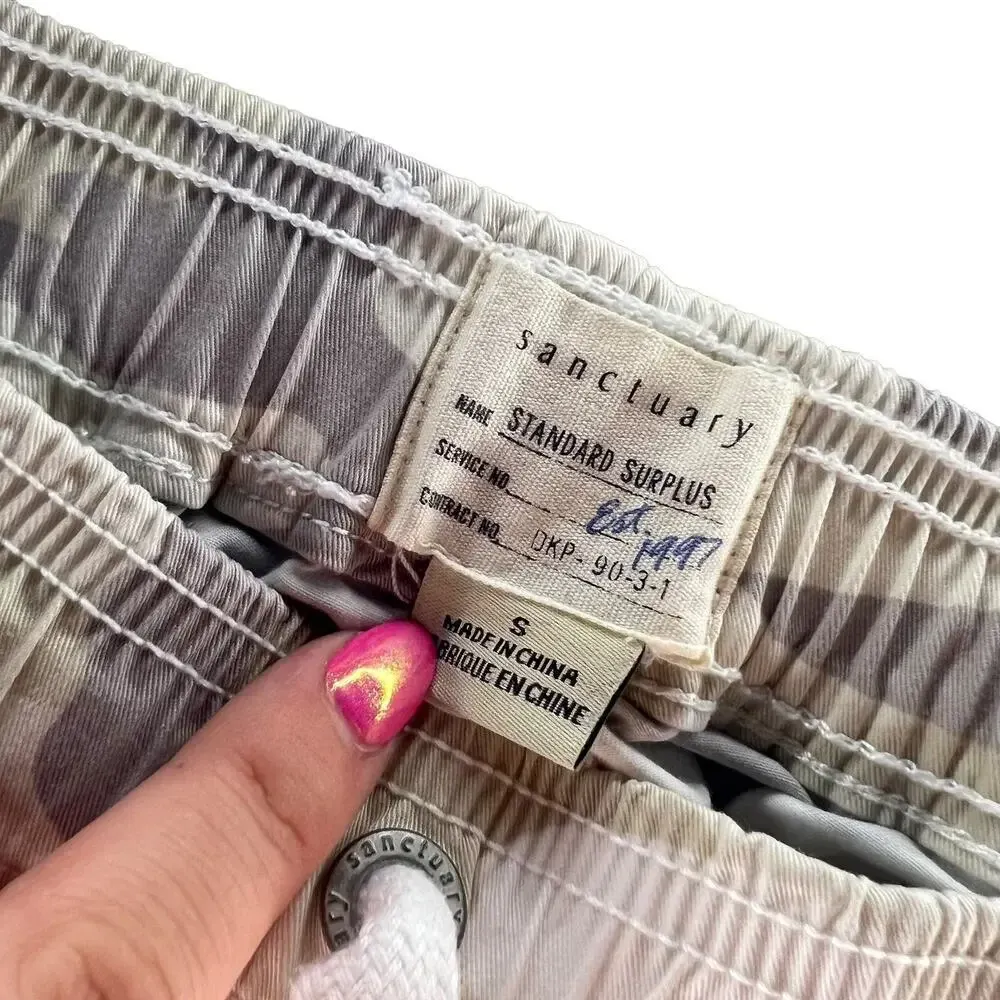 sanctuary
NAME STANDARD SURPLUS
SERVICE NO. Est.
1997
CONTRACT NO. DKP-90-3-1
S
MADE IN CHINA
BRIQUE EN CHINE
sanctuary